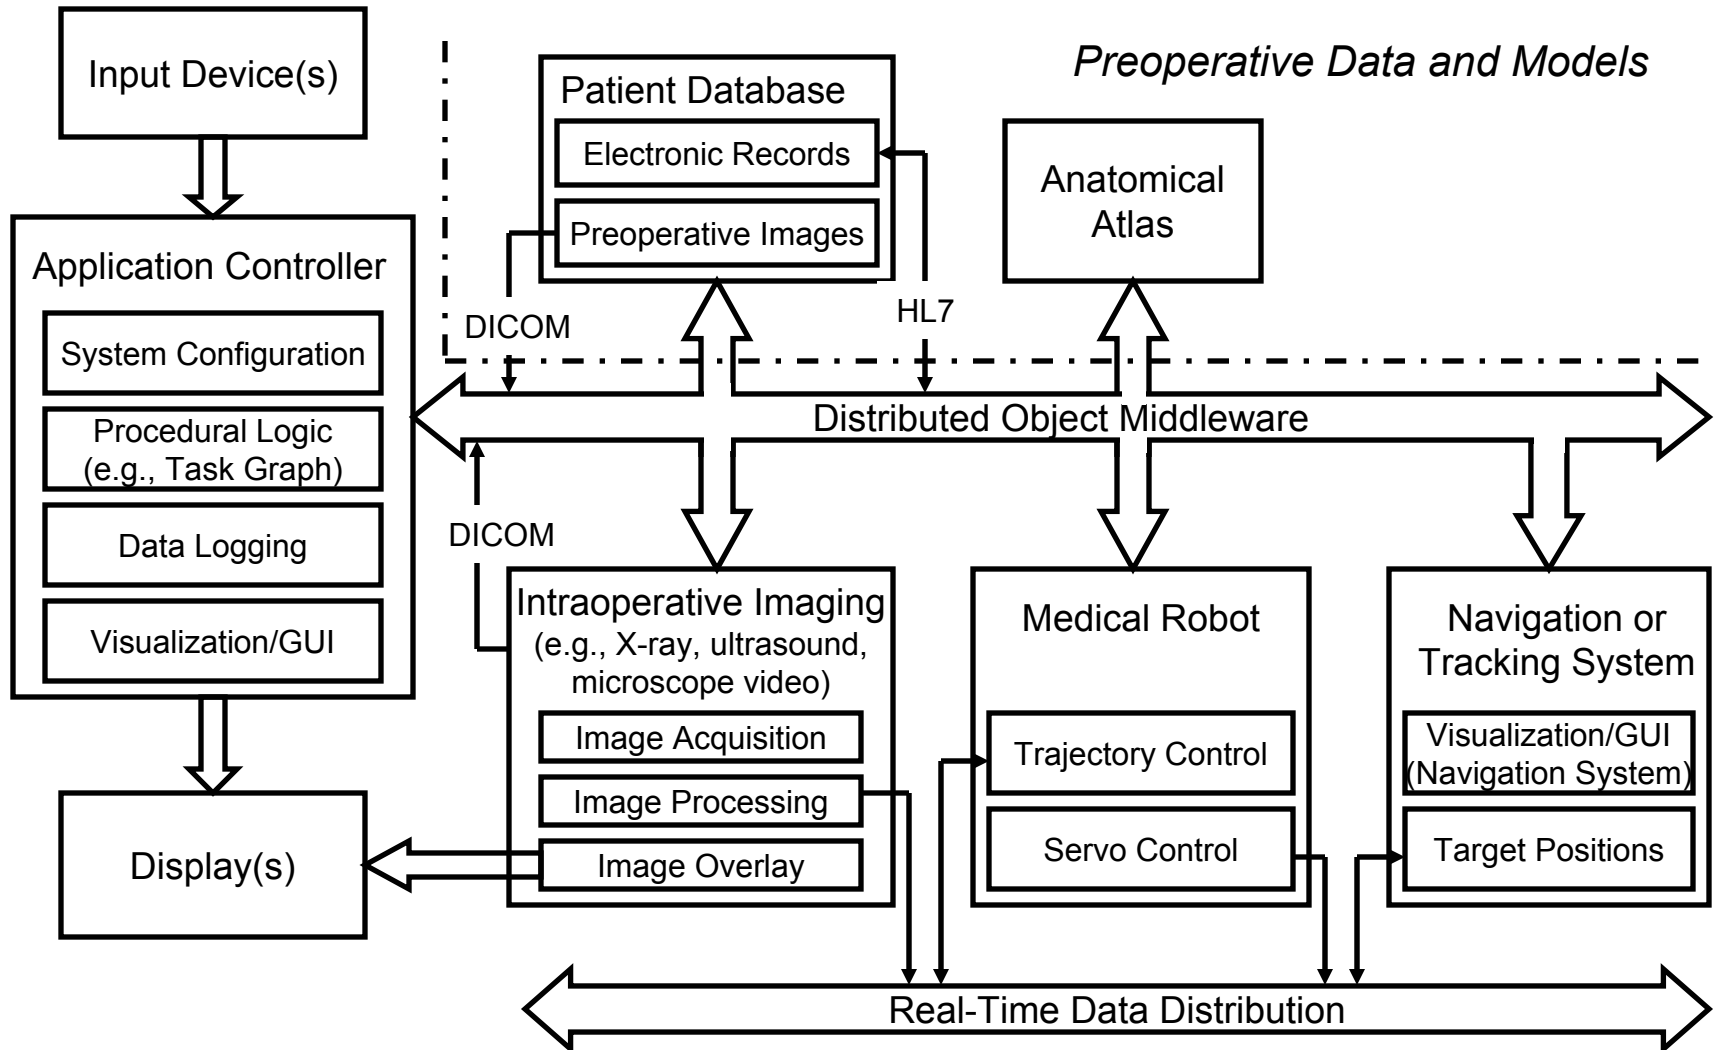 Input Device(s)
Preoperative Data and Models
Patient Database
Electronic Records
Preoperative Images
Anatomical
Atlas
Application Controller
System Configuration
Procedural Logic
(e.g., Task Graph)
Data Logging
Visualization/GUI
DICOM
HL7
Distributed Object Middleware
DICOM
Intraoperative Imaging
(e.g., X-ray, ultrasound,
microscope video)
Image Acquisition
Image Processing
Image Overlay
Medical Robot
Trajectory Control
Servo Control
Navigation or
Tracking System
Visualization/GUI
(Navigation System)
Target Positions
Display(s)
Real-Time Data Distribution